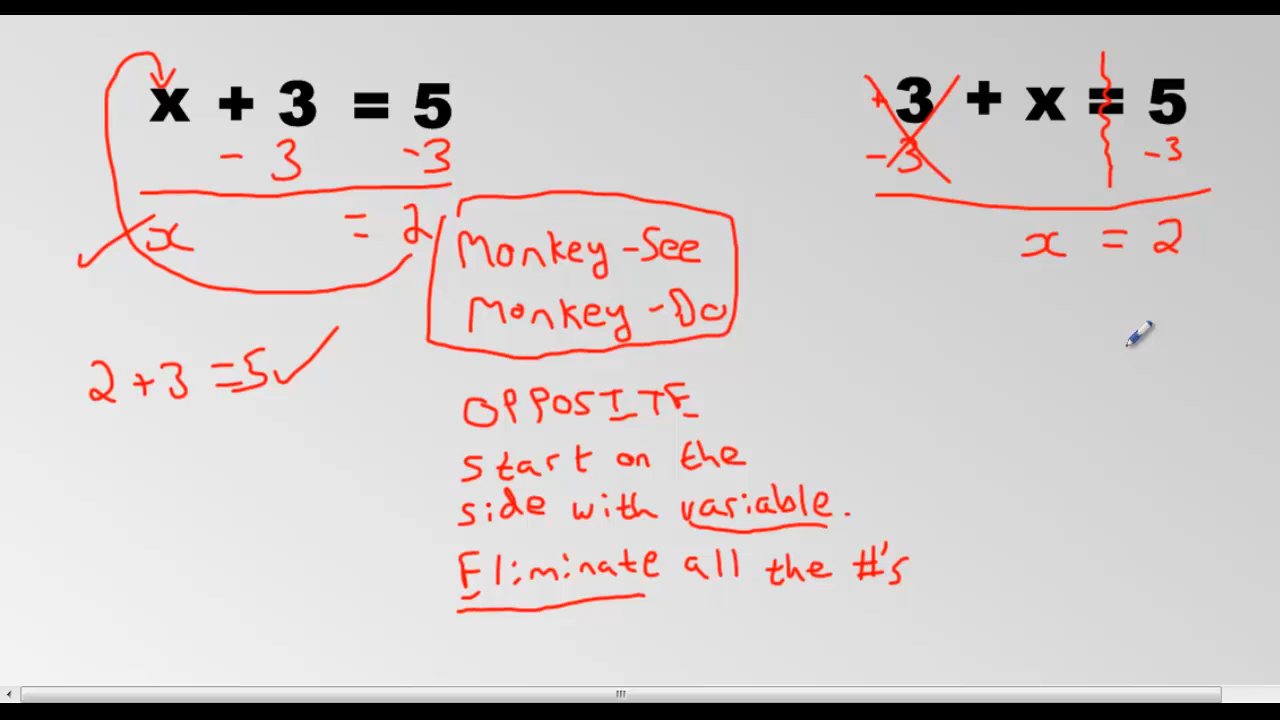 x + 3 = 5
- 3 -3
x = 2
2 + 3 = 5
Monkey - See
Monkey - Do
OPPOSITE
start on the
side with variable.
Eliminate all the #'s
+3 + x = 5
-3 -3
x = 2